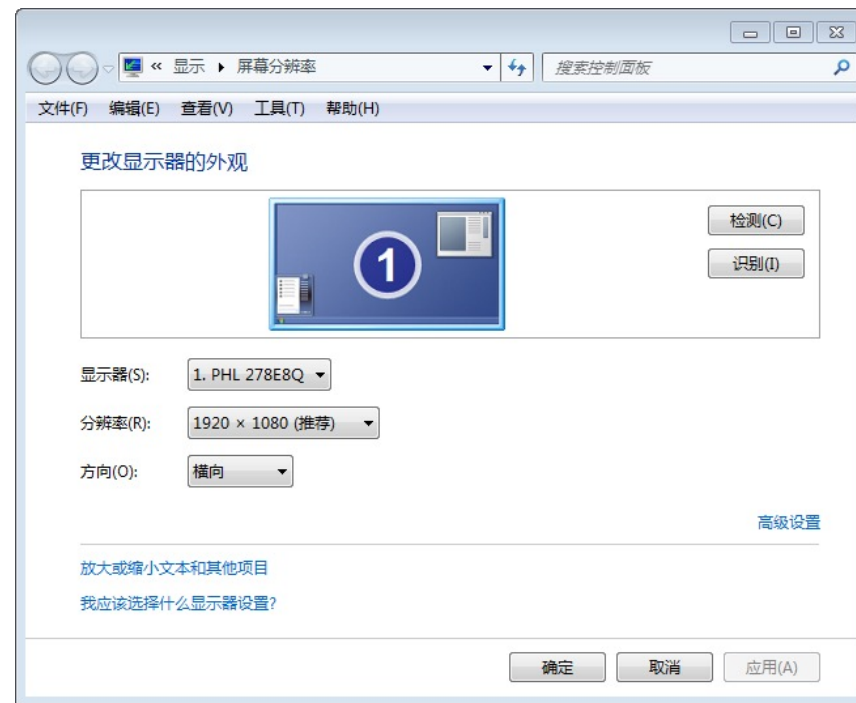 « 显示 ▸ 屏幕分辨率 搜索控制面板
文件(F) 编辑(E) 查看(V) 工具(T) 帮助(H)
更改显示器的外观
1
检测(C)
识别(I)
显示器(S): 1. PHL 278E8Q
分辨率(R): 1920 × 1080 (推荐)
方向(O): 横向
高级设置
放大或缩小文本和其他项目
我应该选择什么显示器设置?
确定 取消 应用(A)